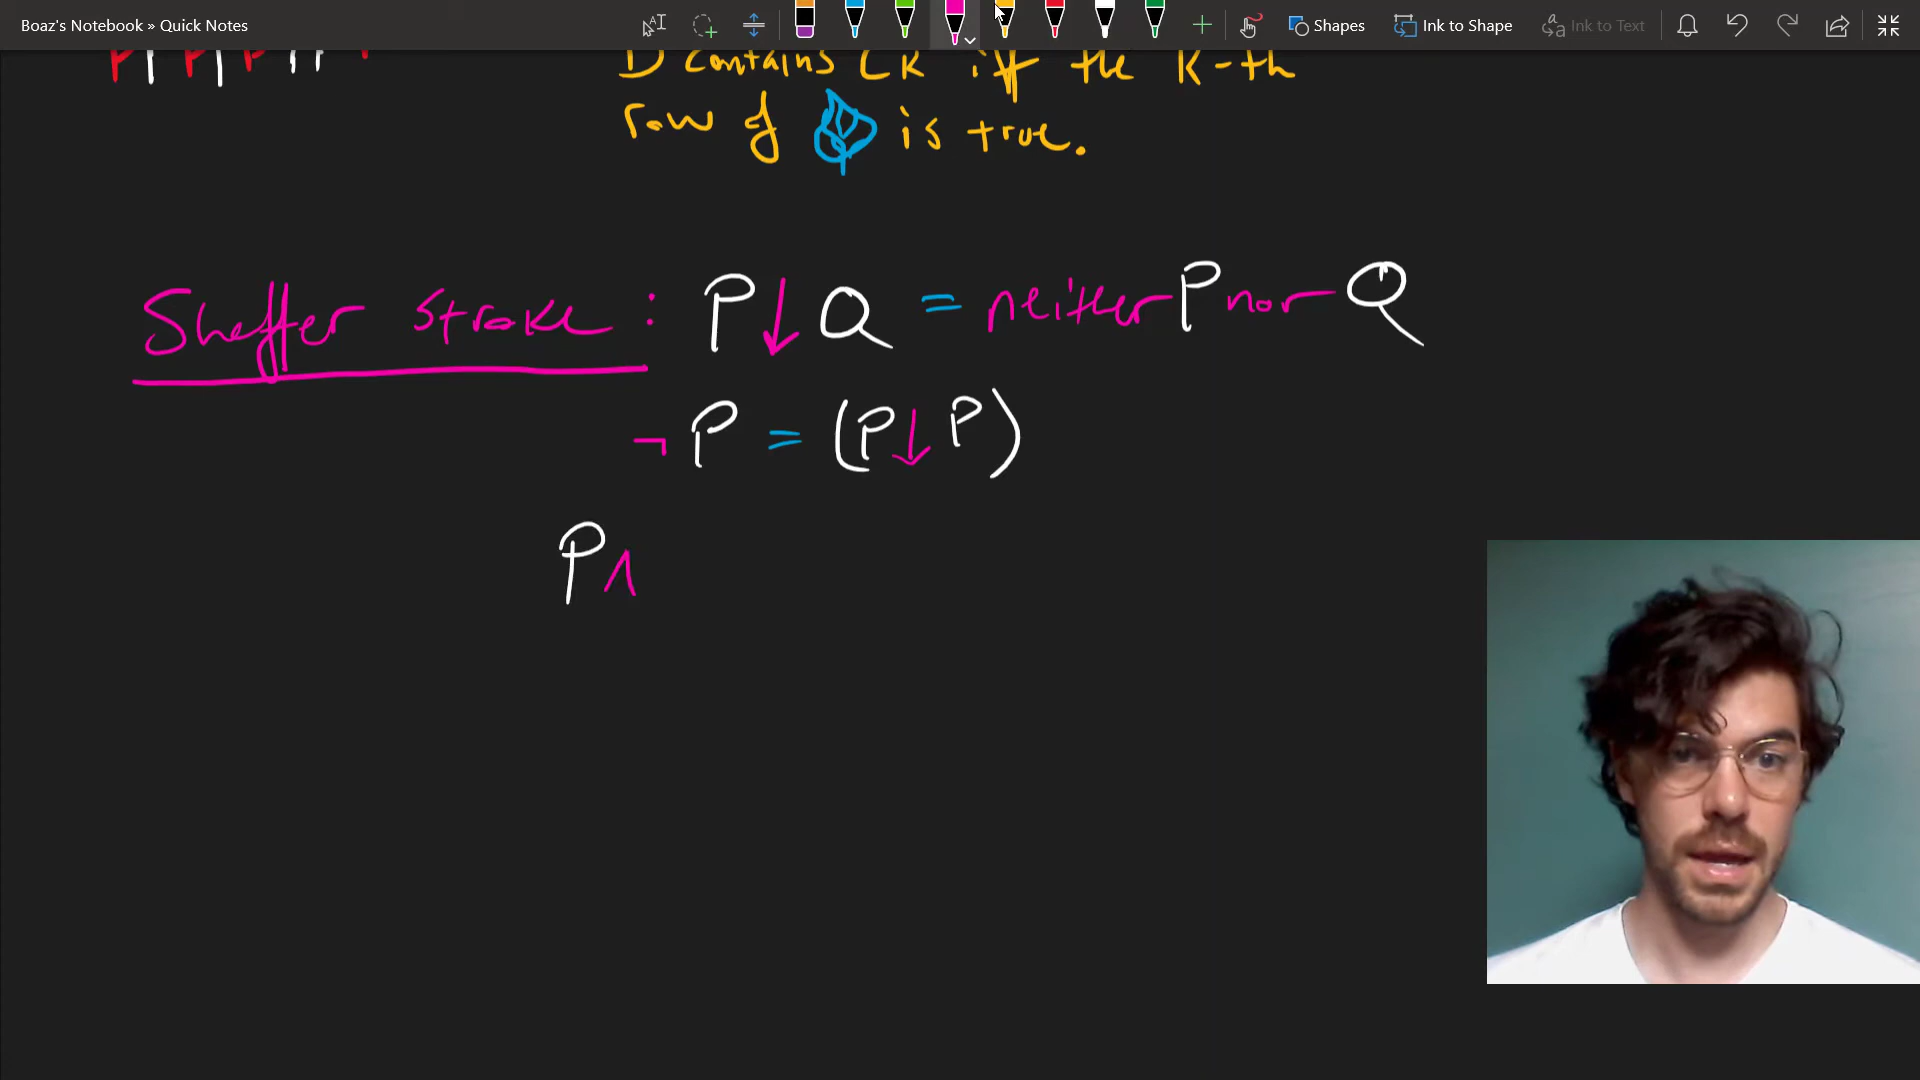 Boaz's Notebook » Quick Notes
Shapes
Ink to Shape
Ink to Text
D contains CK iff the K-th
row of is true.
Sheffer stroke: P ↓ Q = neither P nor Q
¬ P = (P ↓ P)
P ∧